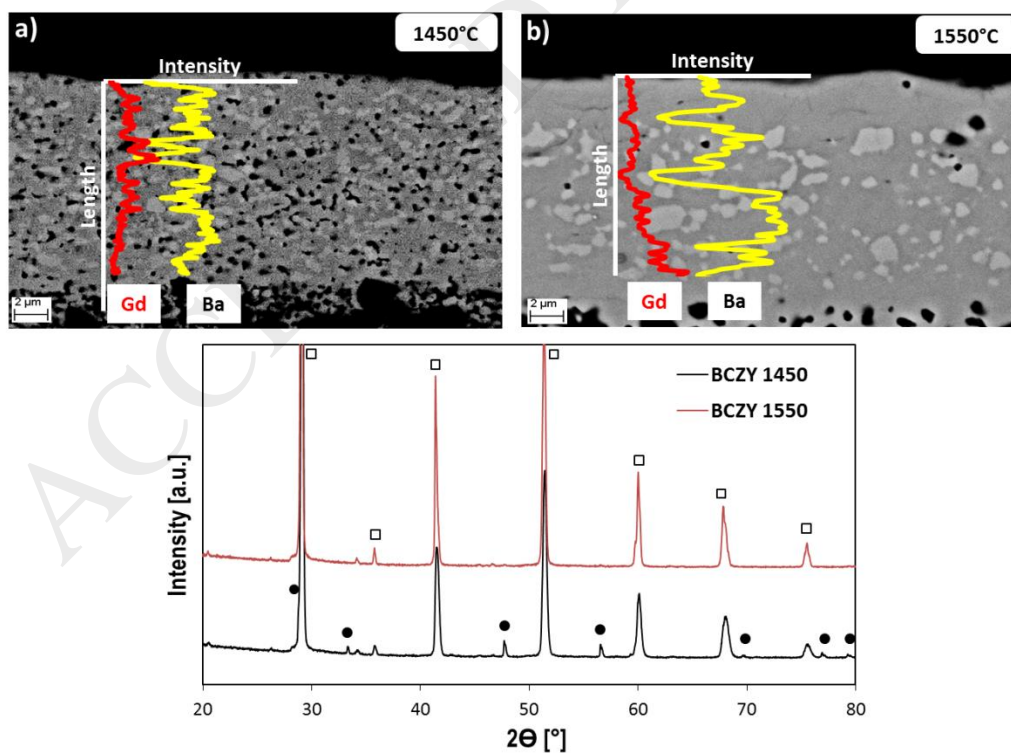 a)
1450°C
Intensity
Length
Gd
Ba
2 µm
b)
1550°C
Intensity
Length
Gd
Ba
2 µm
BCZY 1450
BCZY 1550
Intensity [a.u.]
20 30 40 50 60 70 80
2Θ [°]
ACC